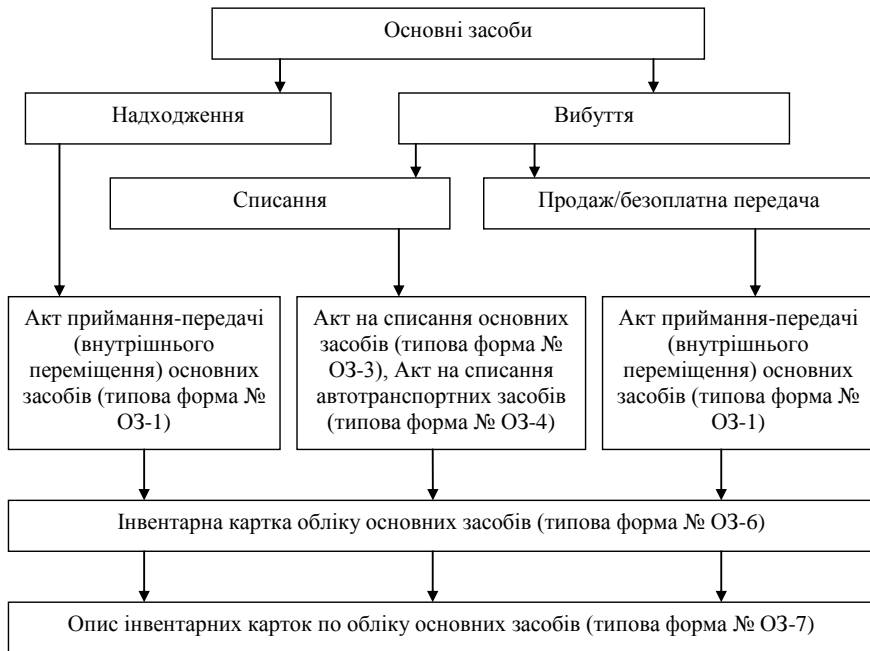 Основні засоби
Надходження
Вибуття
Списання
Продаж/безоплатна передача
Акт приймання-передачі
(внутрішнього
переміщення) основних
засобів (типова форма №
ОЗ-1)
Акт на списання основних
засобів (типова форма №
ОЗ-3), Акт на списання
автотранспортних засобів
(типова форма № ОЗ-4)
Акт приймання-передачі
(внутрішнього
переміщення) основних
засобів (типова форма №
ОЗ-1)
Інвентарна картка обліку основних засобів (типова форма № ОЗ-6)
Опис інвентарних карток по обліку основних засобів (типова форма № ОЗ-7)